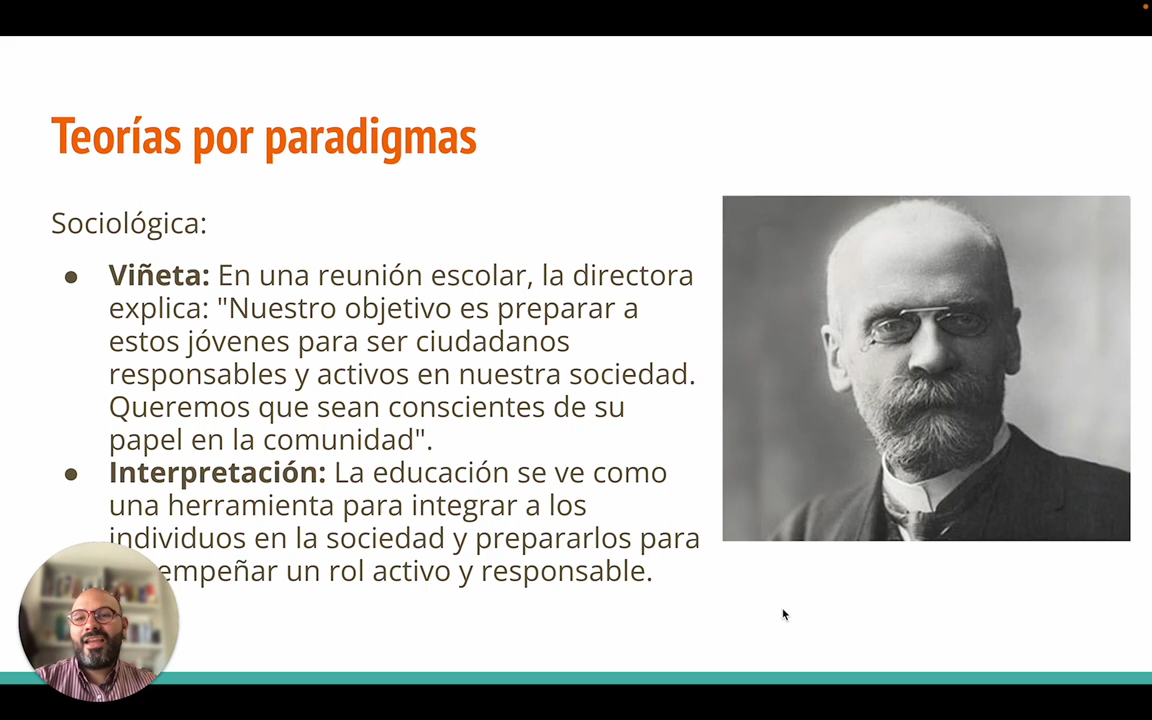 Teorías por paradigmas
Sociológica:
● Viñeta: En una reunión escolar, la directora
explica: "Nuestro objetivo es preparar a
estos jóvenes para ser ciudadanos
responsables y activos en nuestra sociedad.
Queremos que sean conscientes de su
papel en la comunidad".
● Interpretación: La educación se ve como
una herramienta para integrar a los
individuos en la sociedad y prepararlos para
un rol activo y responsable.